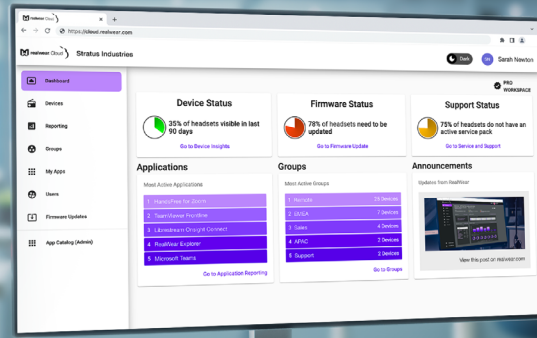 realwear Cloud
https://cloud.realwear.com
realwear Cloud
Stratus Industries
Dark
SN
Sarah Newton
PRO
WORKSPACE
Dashboard
Devices
Reporting
Groups
My Apps
Users
Firmware Updates
App Catalog (Admin)
Device Status
35% of headsets visible in last
90 days
Go to Device Insights
Firmware Status
78% of headsets need to be
updated
Go to Firmware Update
Support Status
75% of headsets do not have an
active service pack
Go to Service and Support
Applications
Most Active Applications
1 HandsFree for Zoom
2 TeamViewer Frontline
3 Librestream Onsight Connect
4 RealWear Explorer
5 Microsoft Teams
Go to Application Reporting
Groups
Most Active Groups
1 Recruits 23 Devices
2 EMEA 7 Devices
3 Sales 4 Devices
4 APAC 2 Devices
5 Support 2 Devices
Go to Groups
Announcements
Updates from RealWear
View this post on realwear.com